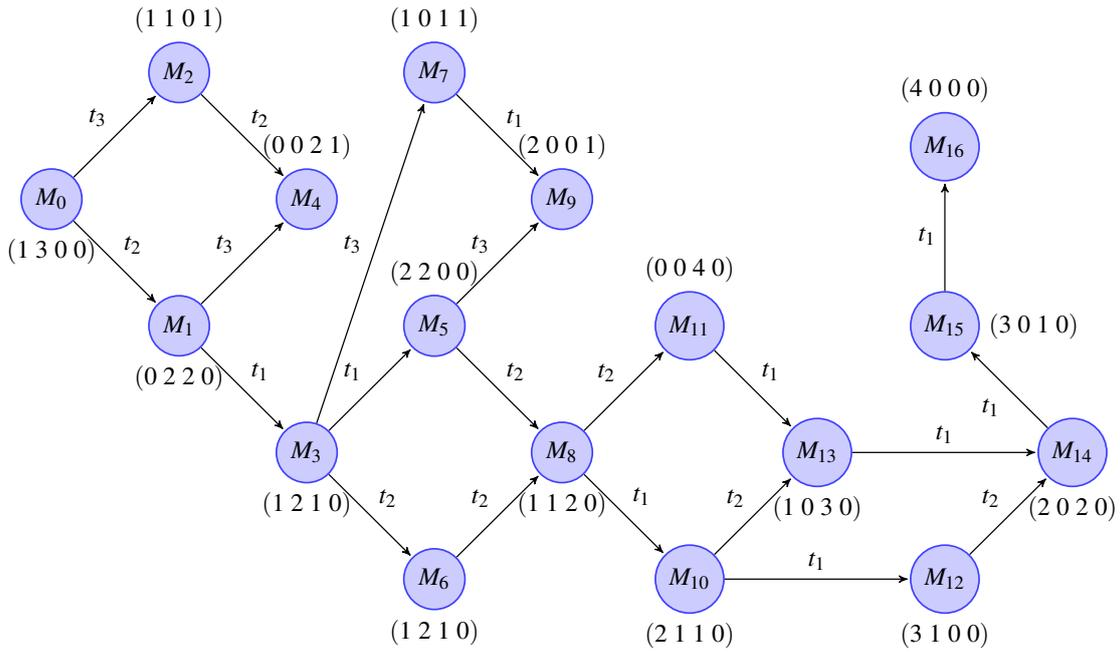 (1 1 0 1)
(1 0 1 1)
M2
M7
(4 0 0 0)
t3
t2
t1
(0 0 2 1)
(2 0 0 1)
M16
M0
M4
M9
(1 3 0 0)
t2
t3
t3
t3
t1
(2 2 0 0)
(0 0 4 0)
M1
M5
M11
M15
(3 0 1 0)
(0 2 2 0)
t1
t1
t2
t2
t1
t1
M3
M8
M13
t1
M14
(1 2 1 0)
t2
t2
(1 1 2 0)
t1
t2
(1 0 3 0)
t2
(2 0 2 0)
M6
M10
t1
M12
(1 2 1 0)
(2 1 1 0)
(3 1 0 0)